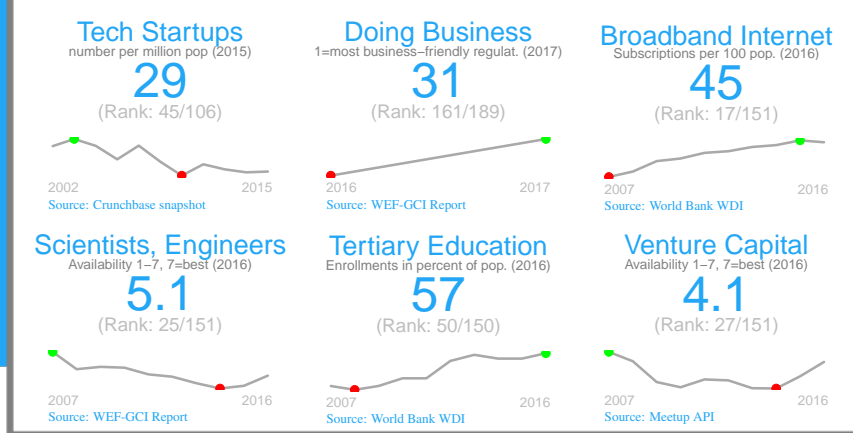 Tech Startups
number per million pop (2015)
29
(Rank: 45/106)
2002 2015
Source: Crunchbase snapshot
Doing Business
1=most business−friendly regulat. (2017)
31
(Rank: 161/189)
2016 2017
Source: WEF-GCI Report
Broadband Internet
Subscriptions per 100 pop. (2016)
45
(Rank: 17/151)
2007 2016
Source: World Bank WDI
Scientists, Engineers
Availability 1−7, 7=best (2016)
5.1
(Rank: 25/151)
2007 2016
Source: WEF-GCI Report
Tertiary Education
Enrollments in percent of pop. (2016)
57
(Rank: 50/150)
2007 2016
Source: World Bank WDI
Venture Capital
Availability 1−7, 7=best (2016)
4.1
(Rank: 27/151)
2007 2016
Source: Meetup API